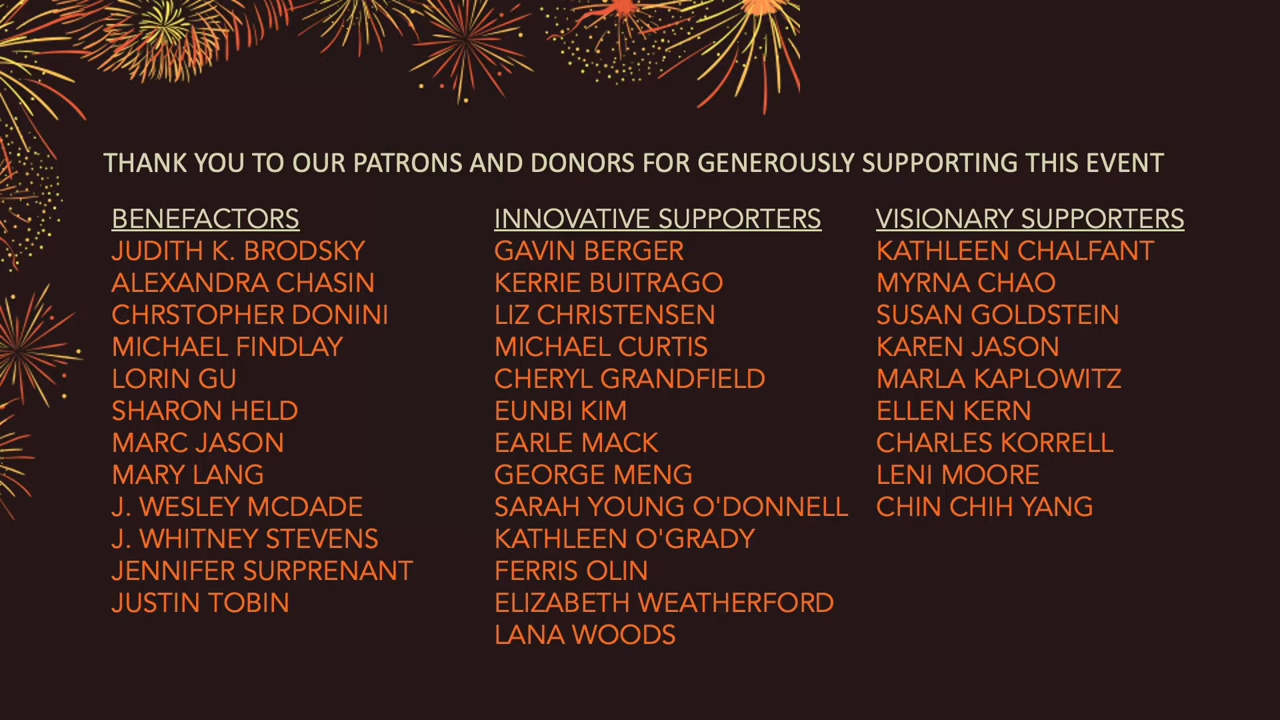 THANK YOU TO OUR PATRONS AND DONORS FOR GENEROUSLY SUPPORTING THIS EVENT
BENEFACTORS
JUDITH K. BRODSKY
ALEXANDRA CHASIN
CHRSTOPHER DONINI
MICHAEL FINDLAY
LORIN GU
SHARON HELD
MARC JASON
MARY LANG
J. WESLEY MCDADE
J. WHITNEY STEVENS
JENNIFER SURPRENANT
JUSTIN TOBIN
INNOVATIVE SUPPORTERS
GAVIN BERGER
KERRIE BUITRAGO
LIZ CHRISTENSEN
MICHAEL CURTIS
CHERYL GRANDFIELD
EUNBI KIM
EARLE MACK
GEORGE MENG
SARAH YOUNG O'DONNELL
KATHLEEN O'GRADY
FERRIS OLIN
ELIZABETH WEATHERFORD
LANA WOODS
VISIONARY SUPPORTERS
KATHLEEN CHALFANT
MYRNA CHAO
SUSAN GOLDSTEIN
KAREN JASON
MARLA KAPLOWITZ
ELLEN KERN
CHARLES KORRELL
LENI MOORE
CHIN CHIH YANG